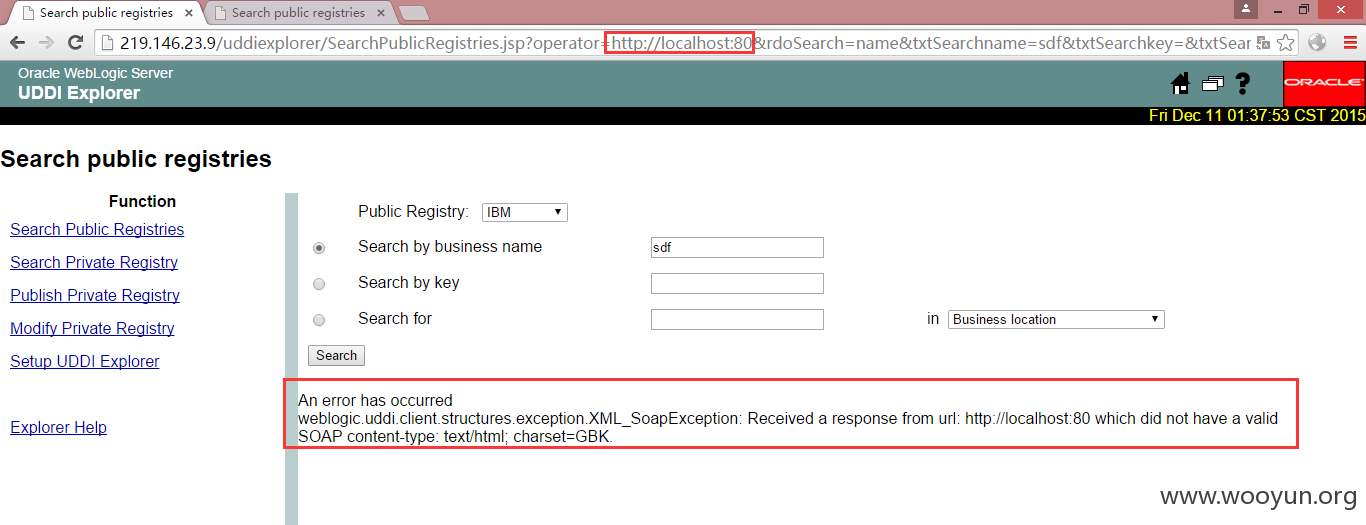 Search public registries
Search public registries
219.146.23.9/uddiexplorer/SearchPublicRegistries.jsp?operator=http://localhost:80&rdoSearch=name&txtSearchname=sdf&txtSearchkey=&txtSear
Oracle WebLogic Server
UDDI Explorer
ORACLE
Fri Dec 11 01:37:53 CST 2015
Search public registries
Function
Search Public Registries
Search Private Registry
Publish Private Registry
Modify Private Registry
Setup UDDI Explorer
Explorer Help
Public Registry: IBM
Search by business name sdf
Search by key
Search for in Business location
Search
An error has occurred
weblogic.uddi.client.structures.exception.XML_SoapException: Received a response from url: http://localhost:80 which did not have a valid
SOAP content-type: text/html; charset=GBK.
www.wooyun.org